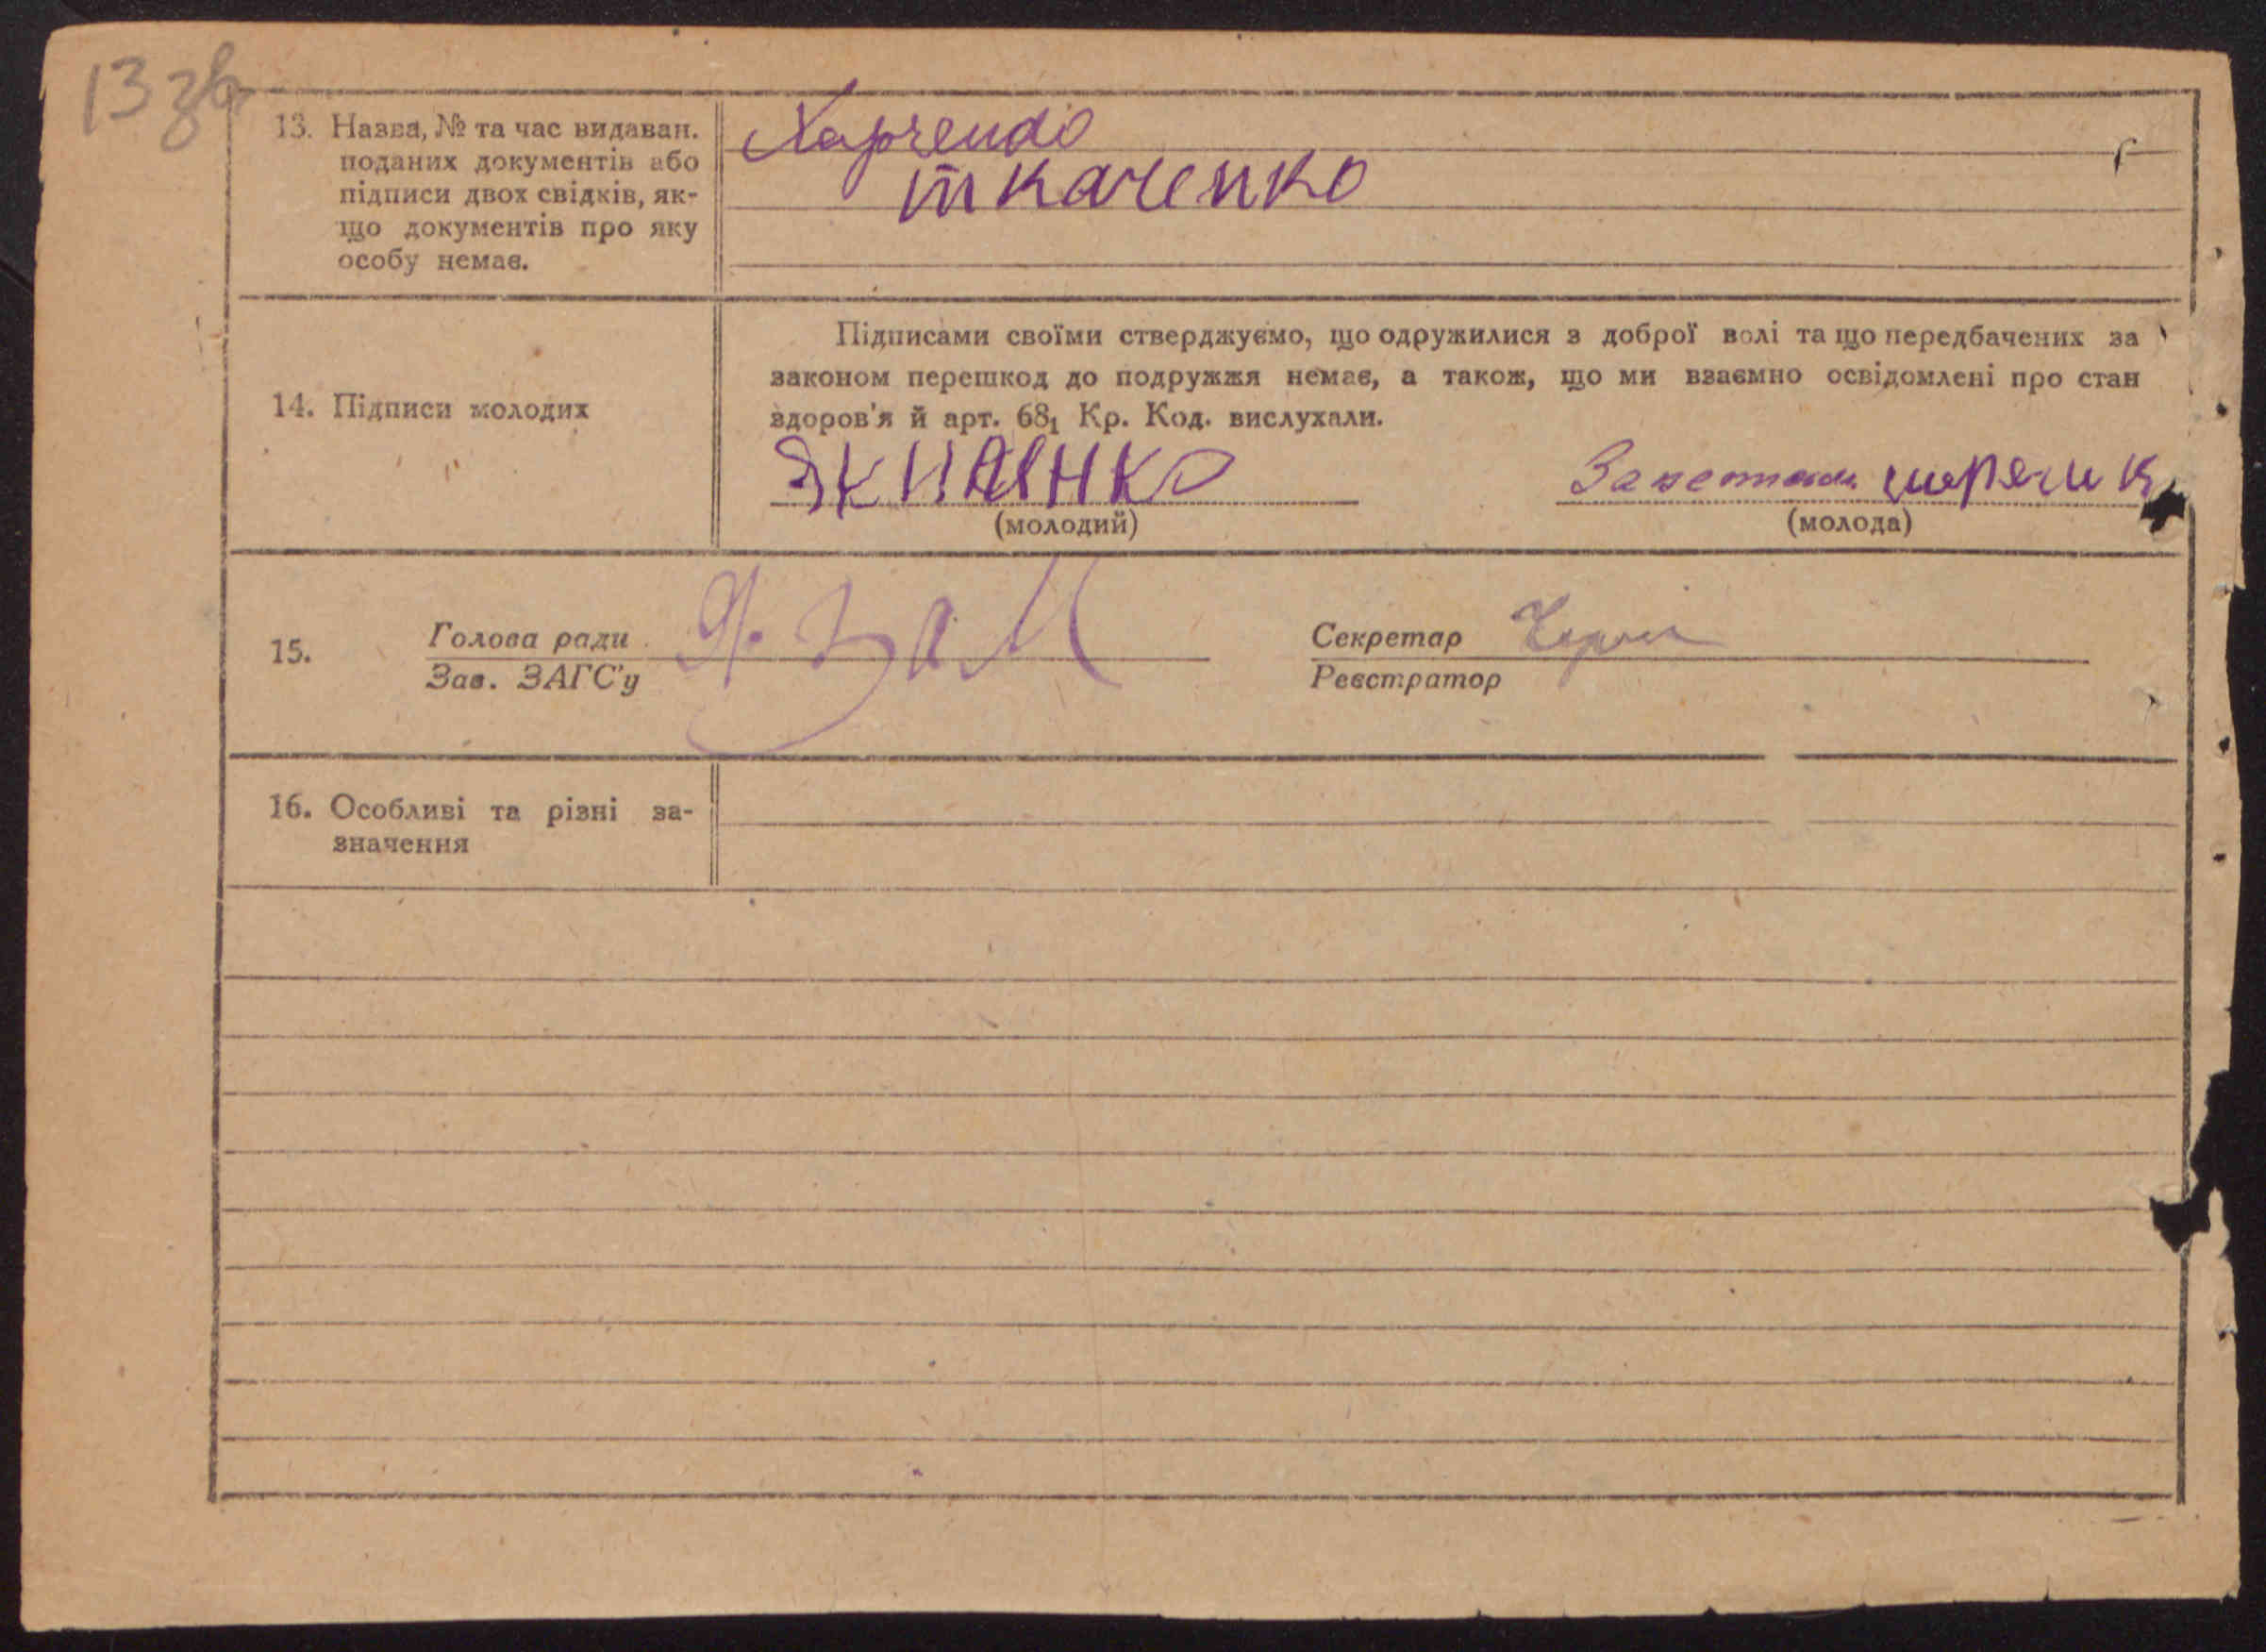 13 зв
13. Назва, № та час видаван.
поданих документів або
підписи двох свідків, як-
що документів про яку
особу немає.
Харченко
ткаченко
14. Підписи молодих
Підписами своїми стверджуємо, що одружилися з доброї волі та що передбачених за
законом перешкод до подружжя немає, а також, що ми взаємно освідомлені про стан
здоров'я й арт. 68₁ Кр. Код. вислухали.
(молодий)
(молода)
15.
Голова ради
Зав. ЗАГС'у
Секретар
Реєстратор
16. Особливі та різні за-
значення